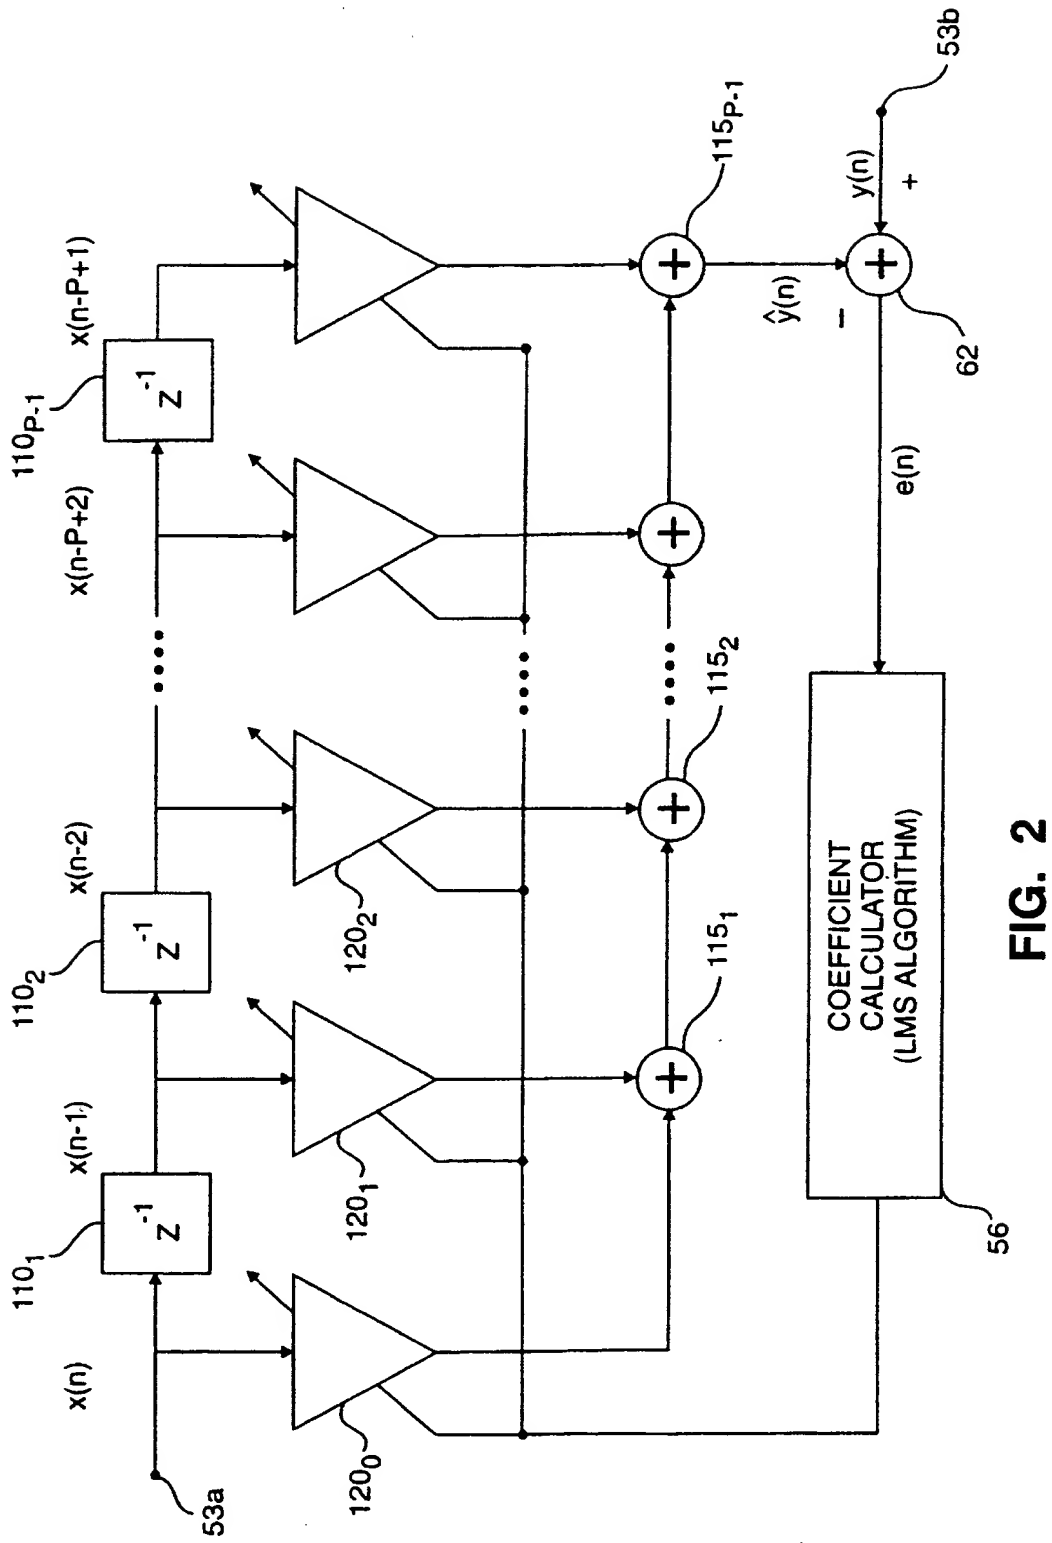 110₁
110₂
110P-1
x(n)
x(n-1)
x(n-2)
x(n-P+2)
x(n-P+1)
53a
Z⁻¹
Z⁻¹
Z⁻¹
120₀
120₁
120₂
115₁
115₂
115P-1
+
+
+
+
+
ŷ(n)
−
y(n)
+
53b
62
e(n)
COEFFICIENT
CALCULATOR
(LMS ALGORITHM)
56
FIG. 2